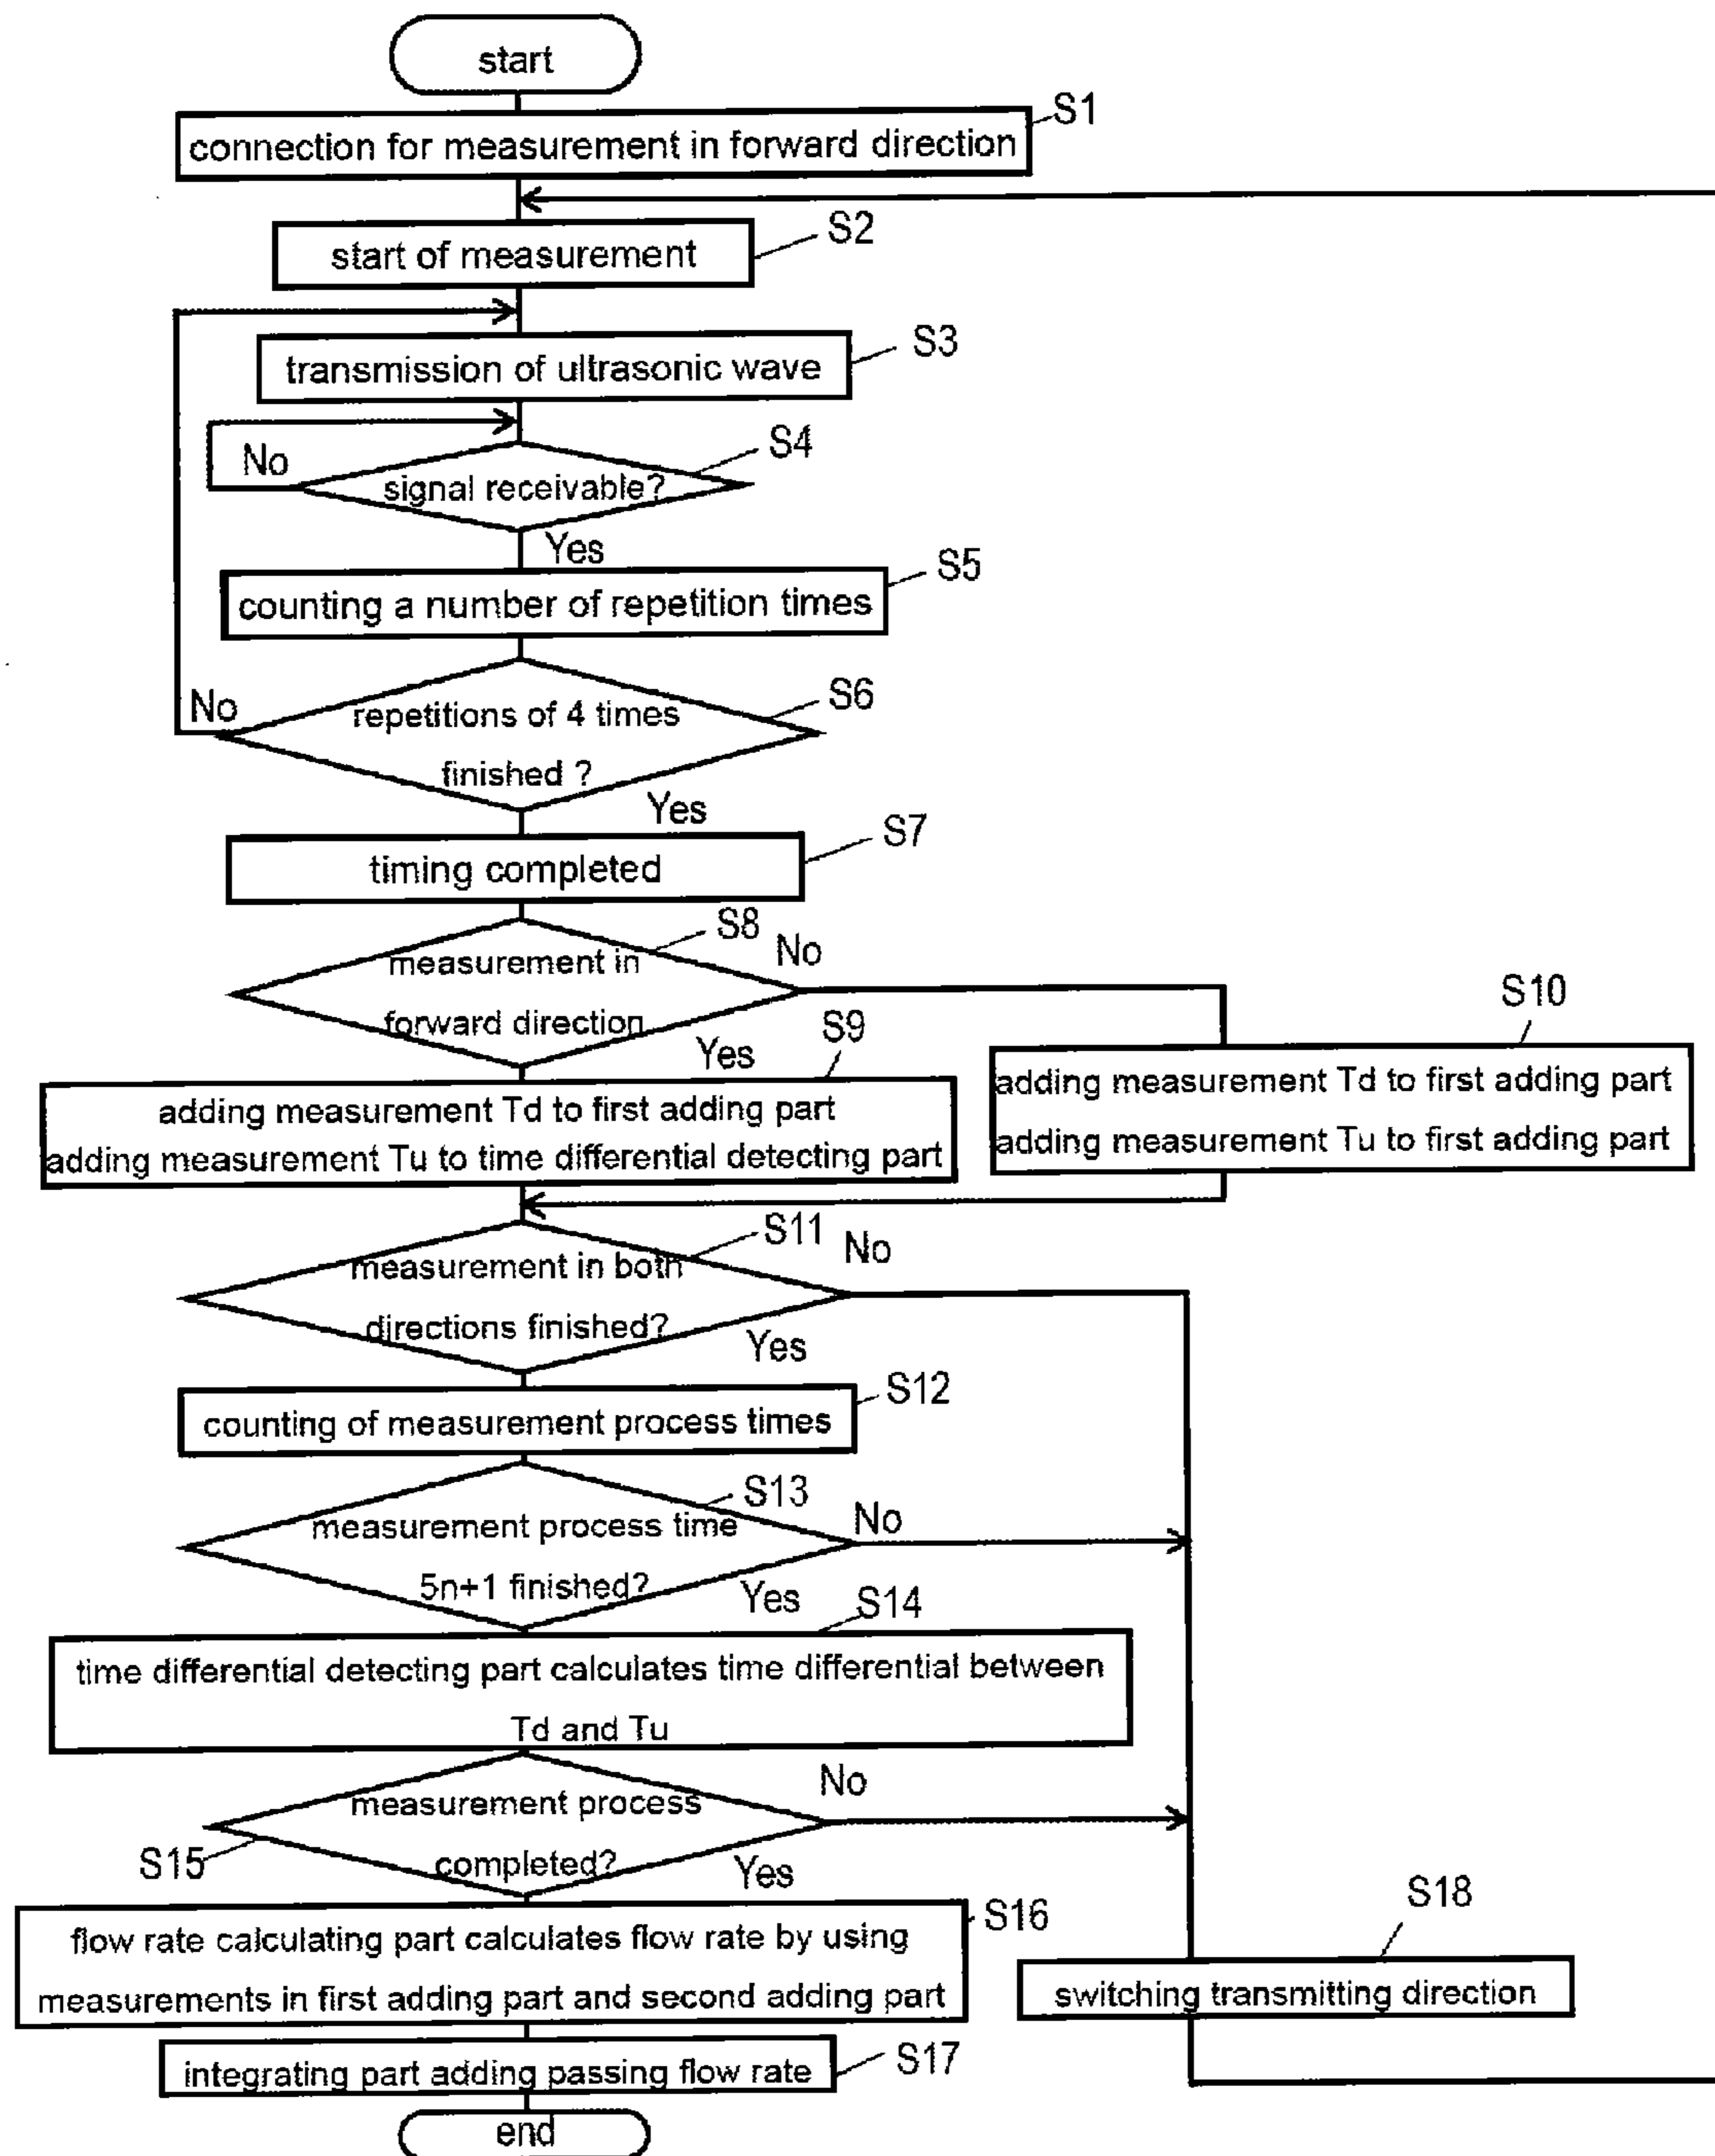 start
S1
connection for measurement in forward direction
S2
start of measurement
S3
transmission of ultrasonic wave
S4
No
signal receivable?
Yes
S5
counting a number of repetition times
S6
No
repetitions of 4 times
finished ?
Yes
S7
timing completed
S8
No
measurement in
forward direction
Yes
S9
S10
adding measurement Td to first adding part
adding measurement Tu to time differential detecting part
adding measurement Td to first adding part
adding measurement Tu to first adding part
S11
No
measurement in both
directions finished?
Yes
S12
counting of measurement process times
S13
No
measurement process time
5n+1 finished?
Yes
S14
time differential detecting part calculates time differential between
Td and Tu
No
measurement process
completed?
S15
Yes
S16
flow rate calculating part calculates flow rate by using
measurements in first adding part and second adding part
S18
switching transmitting direction
S17
integrating part adding passing flow rate
end